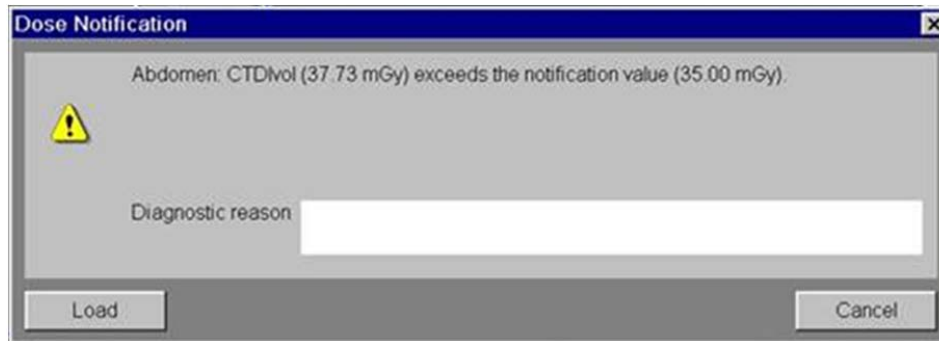 Dose Notification
Abdomen: CTDIvol (37.73 mGy) exceeds the notification value (35.00 mGy).
Diagnostic reason
Load
Cancel